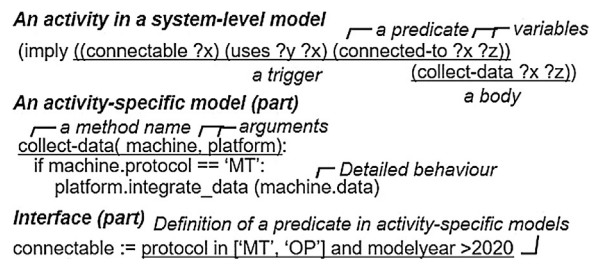 An activity in a system-level model
a predicate variables
(imply ((connectable ?x) (uses ?y ?x) (connected-to ?x ?z))
a trigger (collect-data ?x ?z))
a body
An activity-specific model (part)
a method name arguments
collect-data( machine, platform):
if machine.protocol == ‘MT’: Detailed behaviour
platform.integrate_data (machine.data)
Interface (part) Definition of a predicate in activity-specific models
connectable := protocol in [‘MT’, ‘OP’] and modelyear >2020